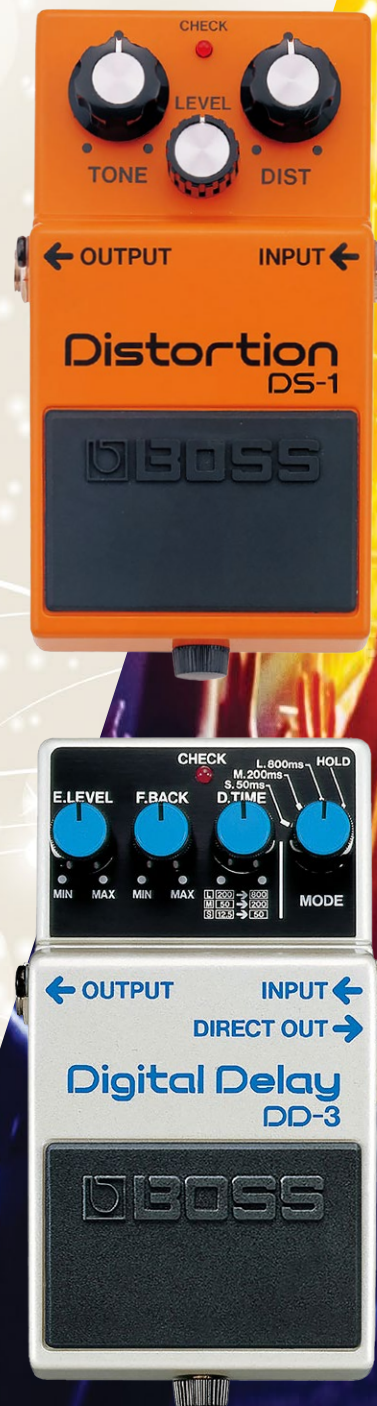 CHECK
LEVEL
TONE
DIST
← OUTPUT
INPUT ←
Distortion
DS-1
BOSS
CHECK
L.800ms
HOLD
M.200ms
S.50ms
E.LEVEL
F.BACK
D.TIME
MIN
MAX
MIN
MAX
L 200 → 800
M 50 → 200
S 12.5 → 50
MODE
← OUTPUT
INPUT ←
DIRECT OUT →
Digital Delay
DD-3
BOSS